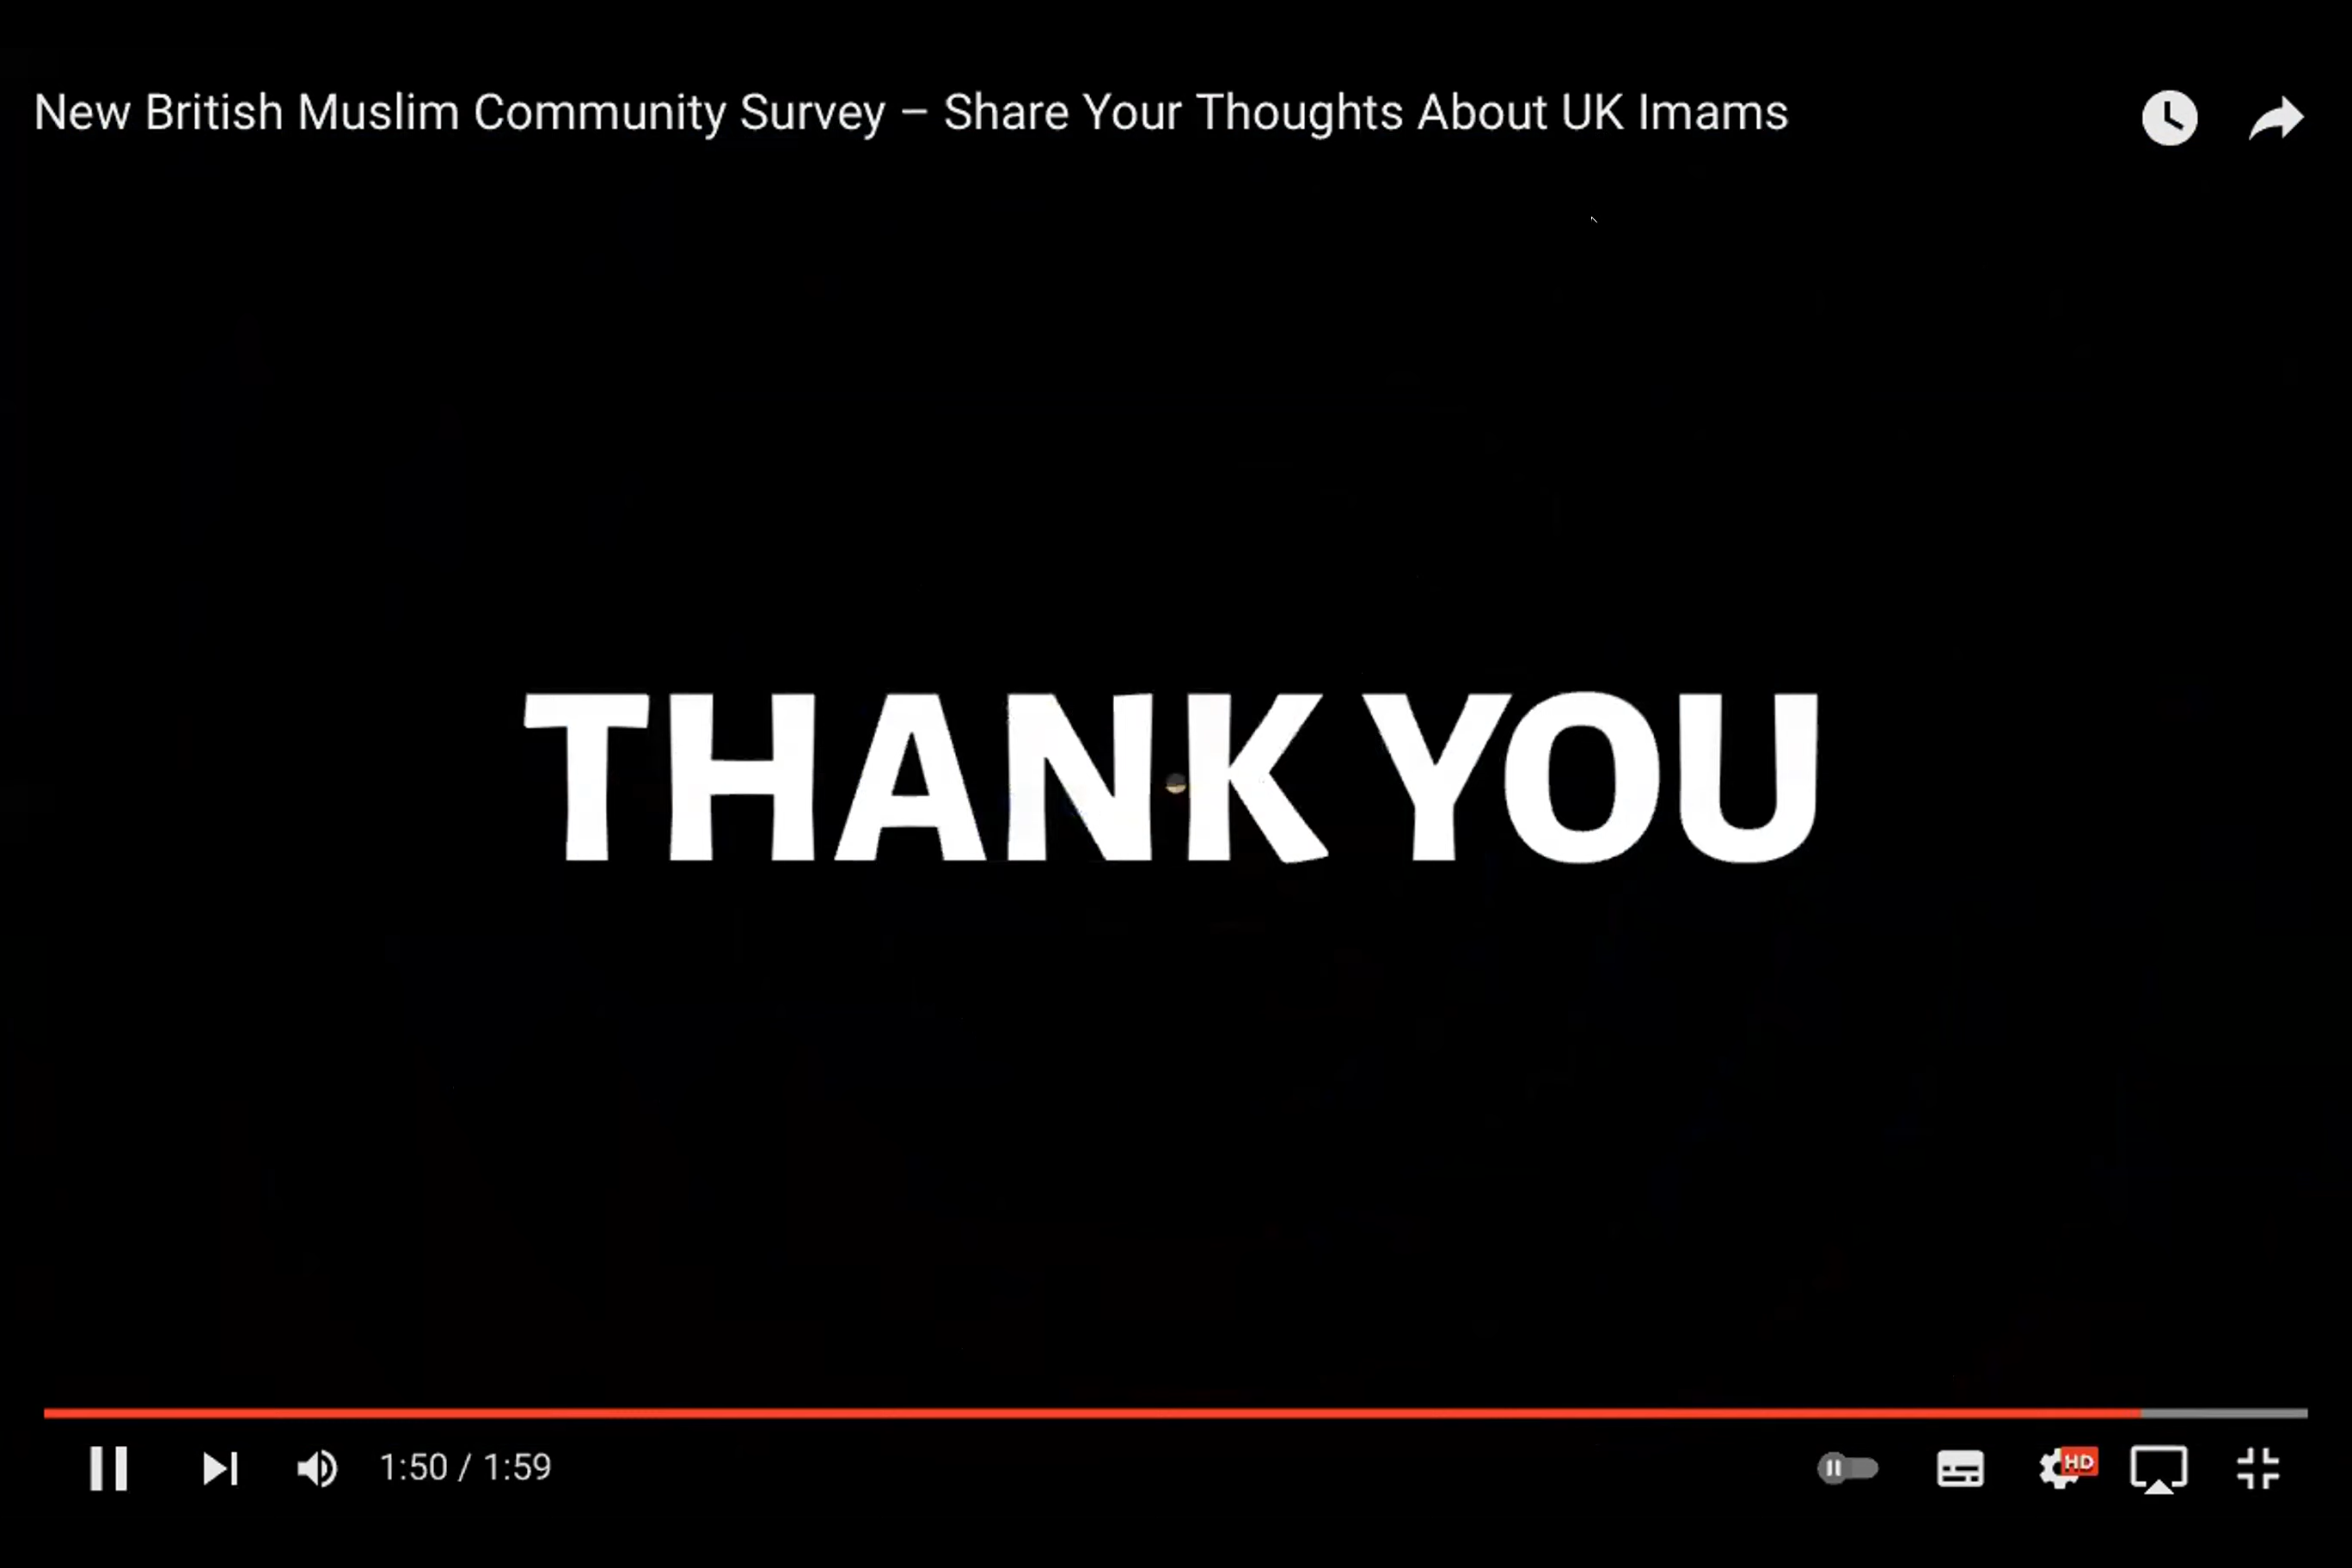 New British Muslim Community Survey – Share Your Thoughts About UK Imams
THANK YOU
1:50 / 1:59
HD